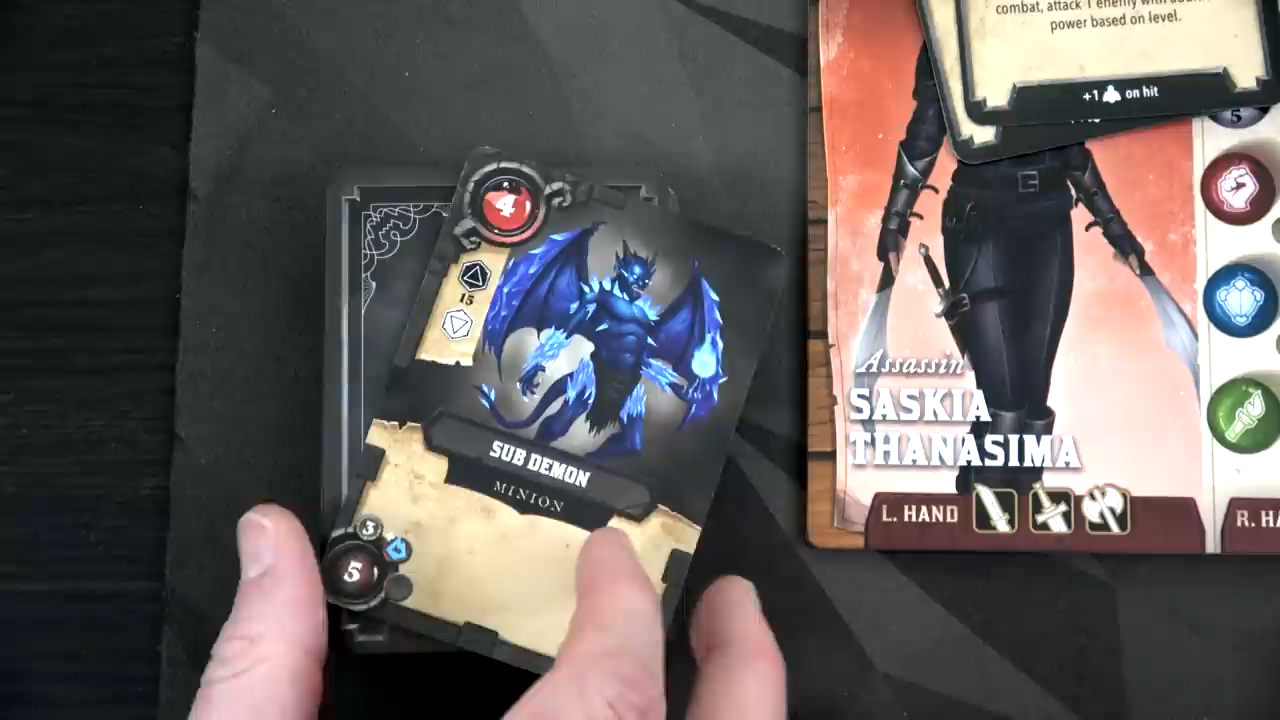 combat, attack 1 enemy with
power based on level.
+1 on hit
5
4
15
SUB DEMON
MINION
3
5
Assassin
SASKIA
THANASIMA
L. HAND
R. HA